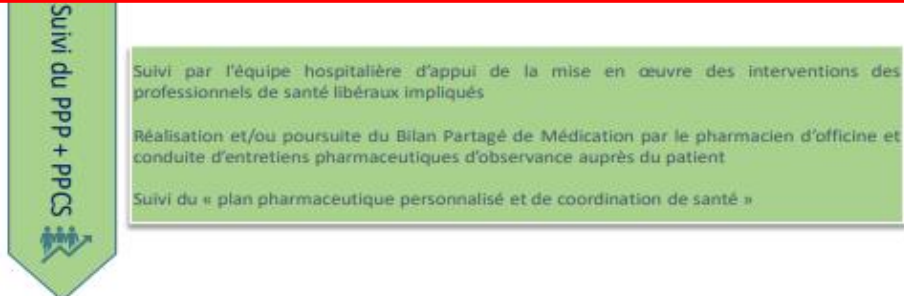 Suivi du PPP + PPCS
Suivi par l'équipe hospitalière d'appui de la mise en œuvre des interventions des
professionnels de santé libéraux impliqués
Réalisation et/ou poursuite du Bilan Partagé de Médication par le pharmacien d'officine et
conduite d'entretiens pharmaceutiques d'observance auprès du patient
Suivi du « plan pharmaceutique personnalisé et de coordination de santé »